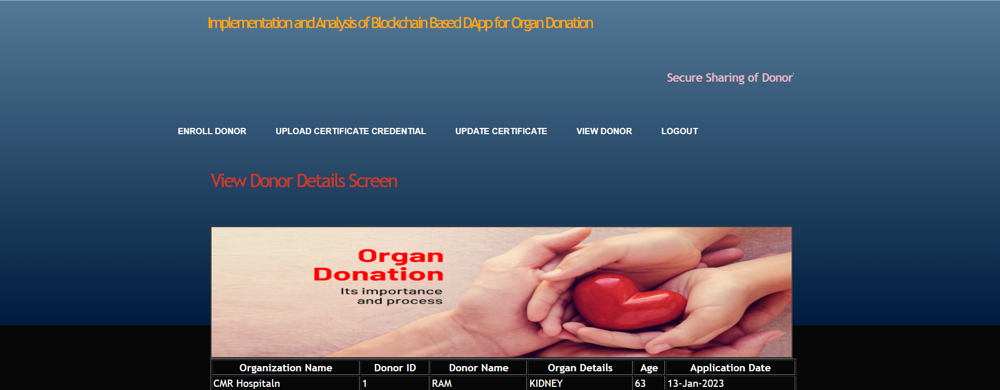 Implementation and Analysis of Blockchain Based DApp for Organ Donation
Secure Sharing of Donor'
ENROLL DONOR UPLOAD CERTIFICATE CREDENTIAL UPDATE CERTIFICATE VIEW DONOR LOGOUT
View Donor Details Screen
Organ
Donation
Its importance
and process
Organization Name Donor ID Donor Name Organ Details Age Application Date
CMR Hospitaln 1 RAM KIDNEY 63 13-Jan-2023